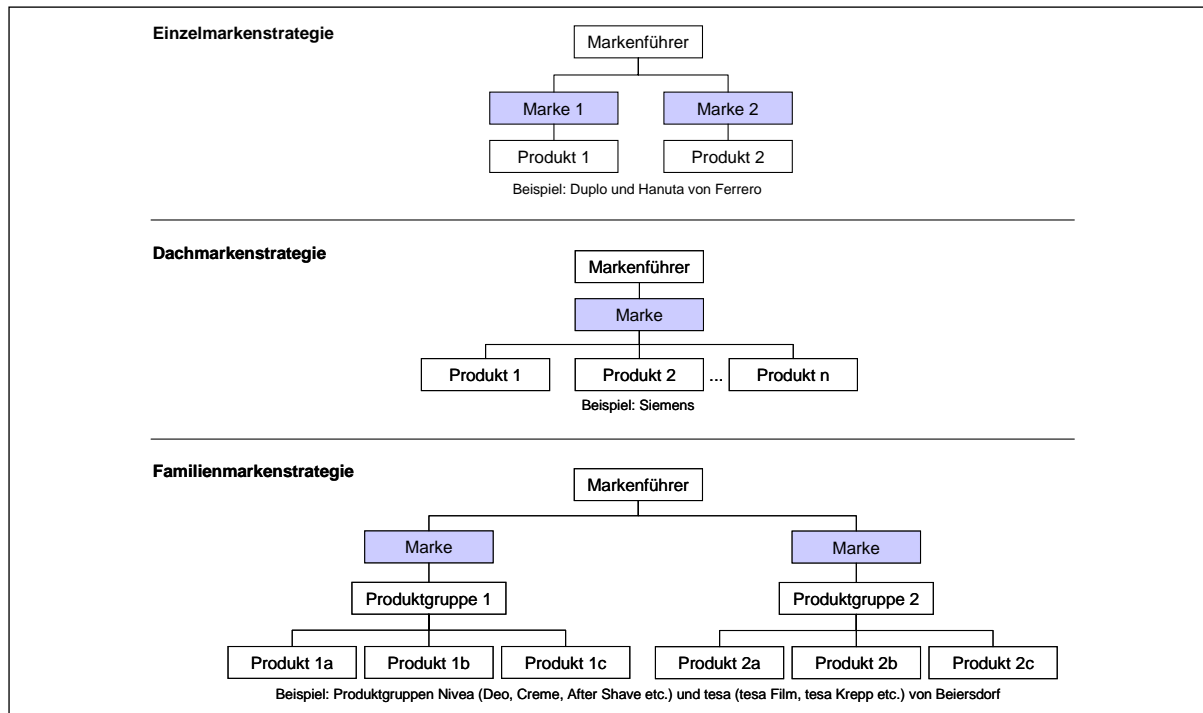 Einzelmarkenstrategie
Markenführer
Marke 1 Marke 2
Produkt 1 Produkt 2
Beispiel: Duplo und Hanuta von Ferrero
Dachmarkenstrategie
Markenführer
Marke
Produkt 1 Produkt 2 ... Produkt n
Beispiel: Siemens
Familienmarkenstrategie
Markenführer
Marke Marke
Produktgruppe 1 Produktgruppe 2
Produkt 1a Produkt 1b Produkt 1c Produkt 2a Produkt 2b Produkt 2c
Beispiel: Produktgruppen Nivea (Deo, Creme, After Shave etc.) und tesa (tesa Film, tesa Krepp etc.) von Beiersdorf